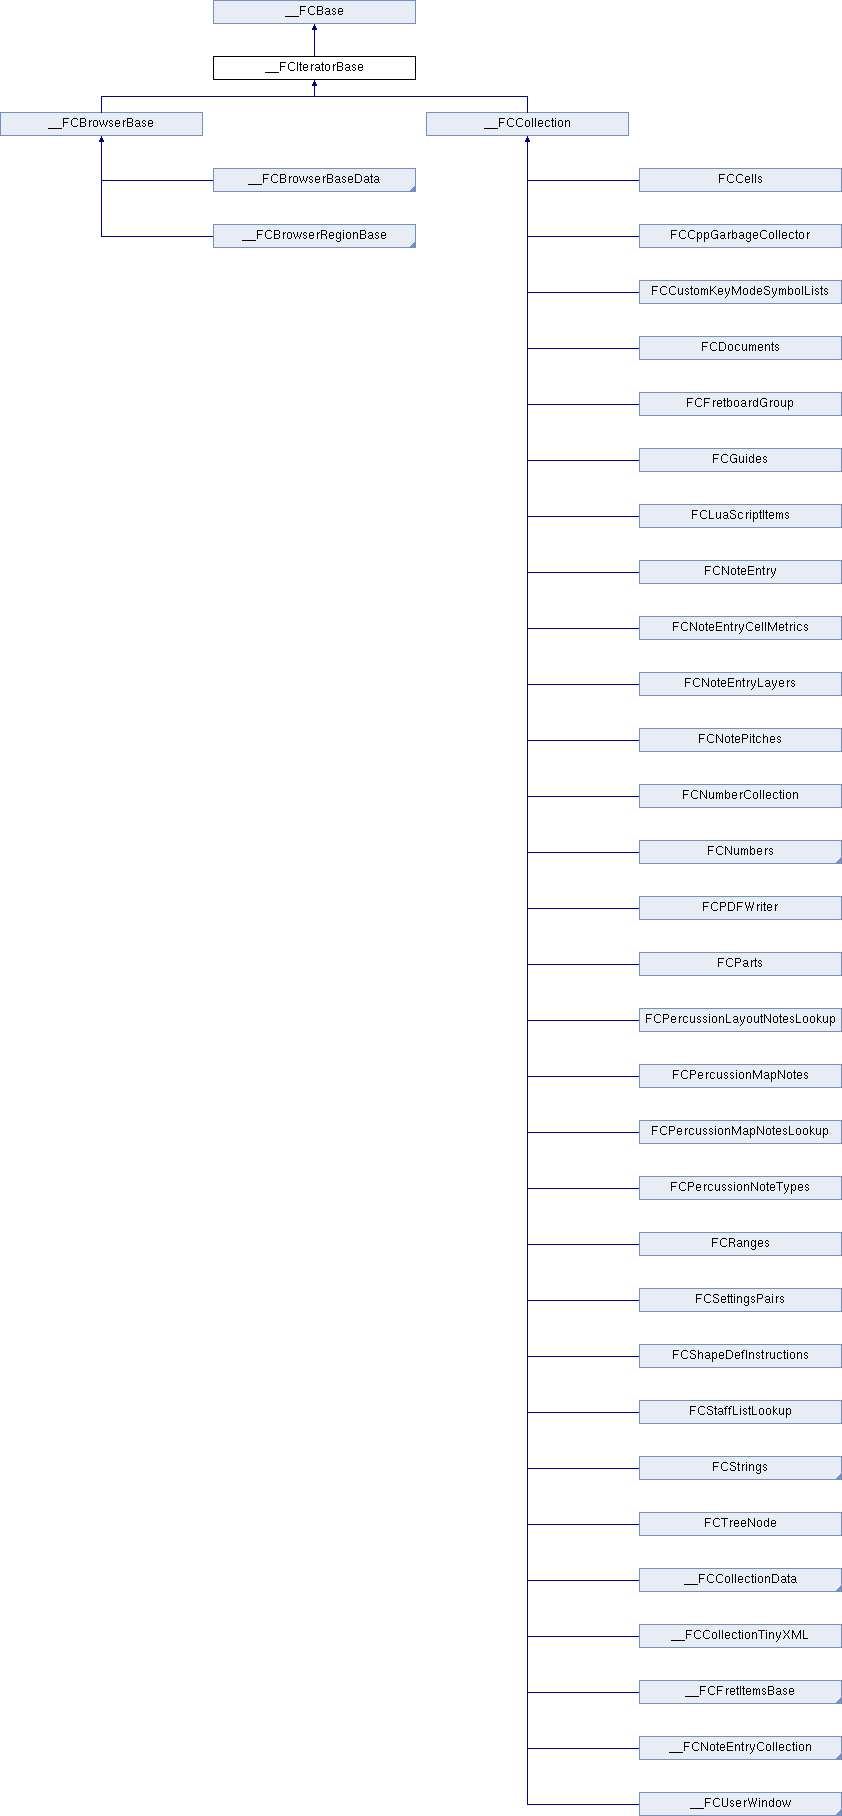 __FCBase
__FCIteratorBase
__FCBrowserBase
__FCCollection
__FCBrowserBaseData
FCCells
__FCBrowserRegionBase
FCCppGarbageCollector
FCCustomKeyModeSymbolLists
FCDocuments
FCFretboardGroup
FCGuides
FCLuaScriptItems
FCNoteEntry
FCNoteEntryCellMetrics
FCNoteEntryLayers
FCNotePitches
FCNumberCollection
FCNumbers
FCPDFWriter
FCParts
FCPercussionLayoutNotesLookup
FCPercussionMapNotes
FCPercussionMapNotesLookup
FCPercussionNoteTypes
FCRanges
FCSettingsPairs
FCShapeDefInstructions
FCStaffListLookup
FCStrings
FCTreeNode
__FCCollectionData
__FCCollectionTinyXML
__FCFretItemsBase
__FCNoteEntryCollection
__FCUserWindow